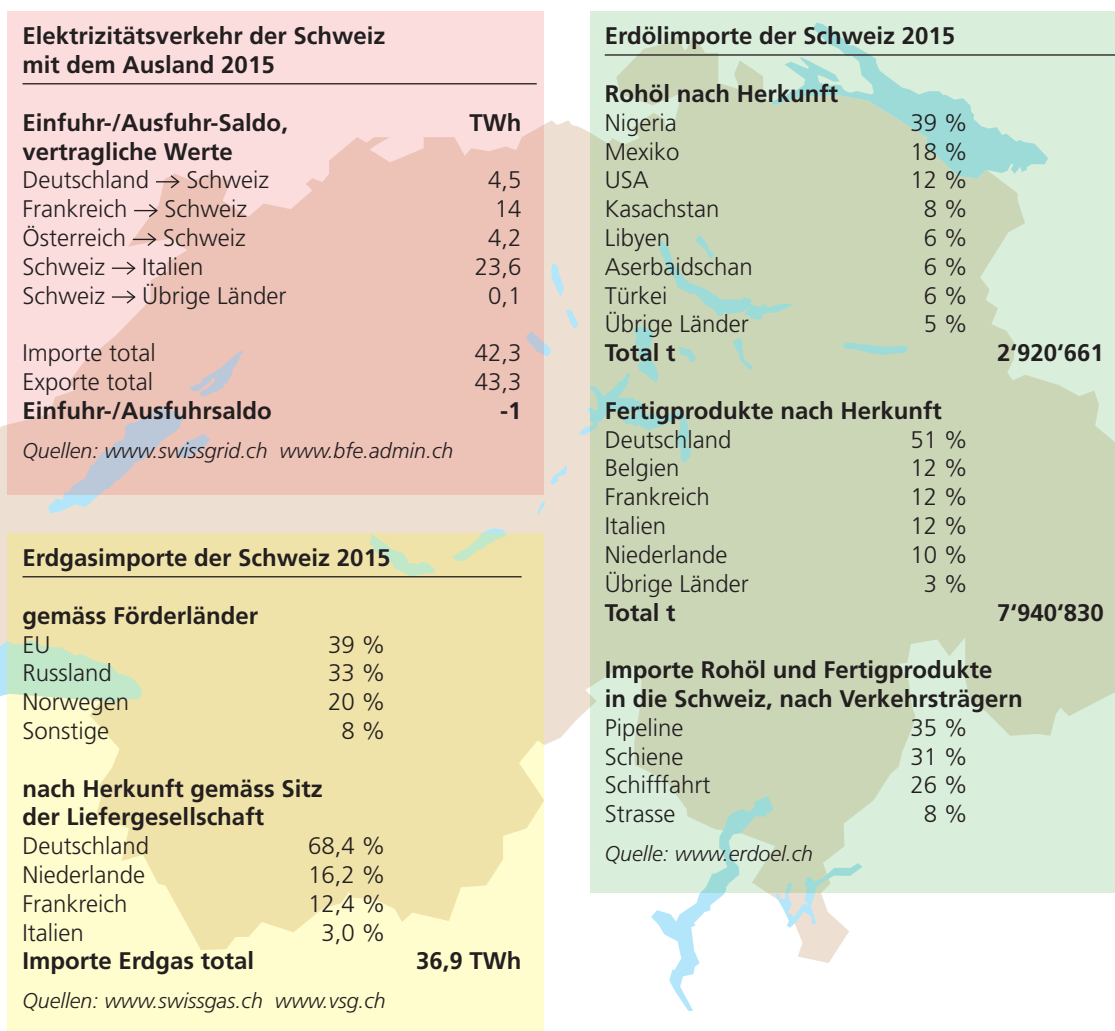 Elektrizitätsverkehr der Schweiz
mit dem Ausland 2015
Einfuhr-/Ausfuhr-Saldo, TWh
vertragliche Werte
Deutschland → Schweiz 4,5
Frankreich → Schweiz 14
Österreich → Schweiz 4,2
Schweiz → Italien 23,6
Schweiz → Übrige Länder 0,1
Importe total 42,3
Exporte total 43,3
Einfuhr-/Ausfuhrsaldo -1
Quellen: www.swissgrid.ch www.bfe.admin.ch
Erdgasimporte der Schweiz 2015
gemäss Förderländer
EU 39 %
Russland 33 %
Norwegen 20 %
Sonstige 8 %
nach Herkunft gemäss Sitz
der Liefergesellschaft
Deutschland 68,4 %
Niederlande 16,2 %
Frankreich 12,4 %
Italien 3,0 %
Importe Erdgas total 36,9 TWh
Quellen: www.swissgas.ch www.vsg.ch
Erdölimporte der Schweiz 2015
Rohöl nach Herkunft
Nigeria 39 %
Mexiko 18 %
USA 12 %
Kasachstan 8 %
Libyen 6 %
Aserbaidschan 6 %
Türkei 6 %
Übrige Länder 5 %
Total t 2‘920‘661
Fertigprodukte nach Herkunft
Deutschland 51 %
Belgien 12 %
Frankreich 12 %
Italien 12 %
Niederlande 10 %
Übrige Länder 3 %
Total t 7‘940‘830
Importe Rohöl und Fertigprodukte
in die Schweiz, nach Verkehrsträgern
Pipeline 35 %
Schiene 31 %
Schifffahrt 26 %
Strasse 8 %
Quelle: www.erdoel.ch